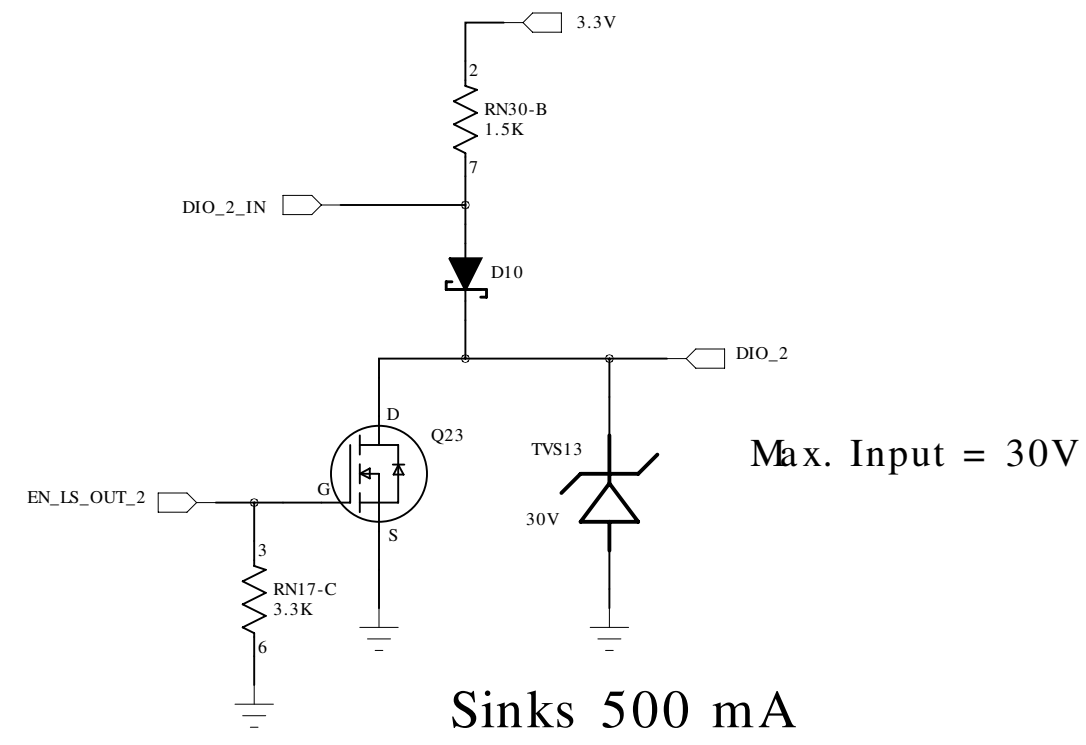 3.3V
2
RN30-B
1.5K
7
DIO_2_IN
D10
DIO_2
D
Q23
TVS13
Max. Input = 30V
G
EN_LS_OUT_2
30V
S
3
RN17-C
3.3K
6
Sinks 500 mA